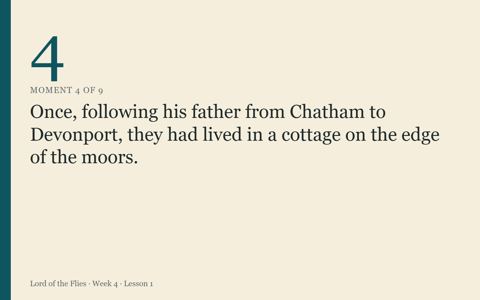 4
MOMENT 4 OF 9
Once, following his father from Chatham to
Devonport, they had lived in a cottage on the edge
of the moors.
Lord of the Flies · Week 4 · Lesson 1